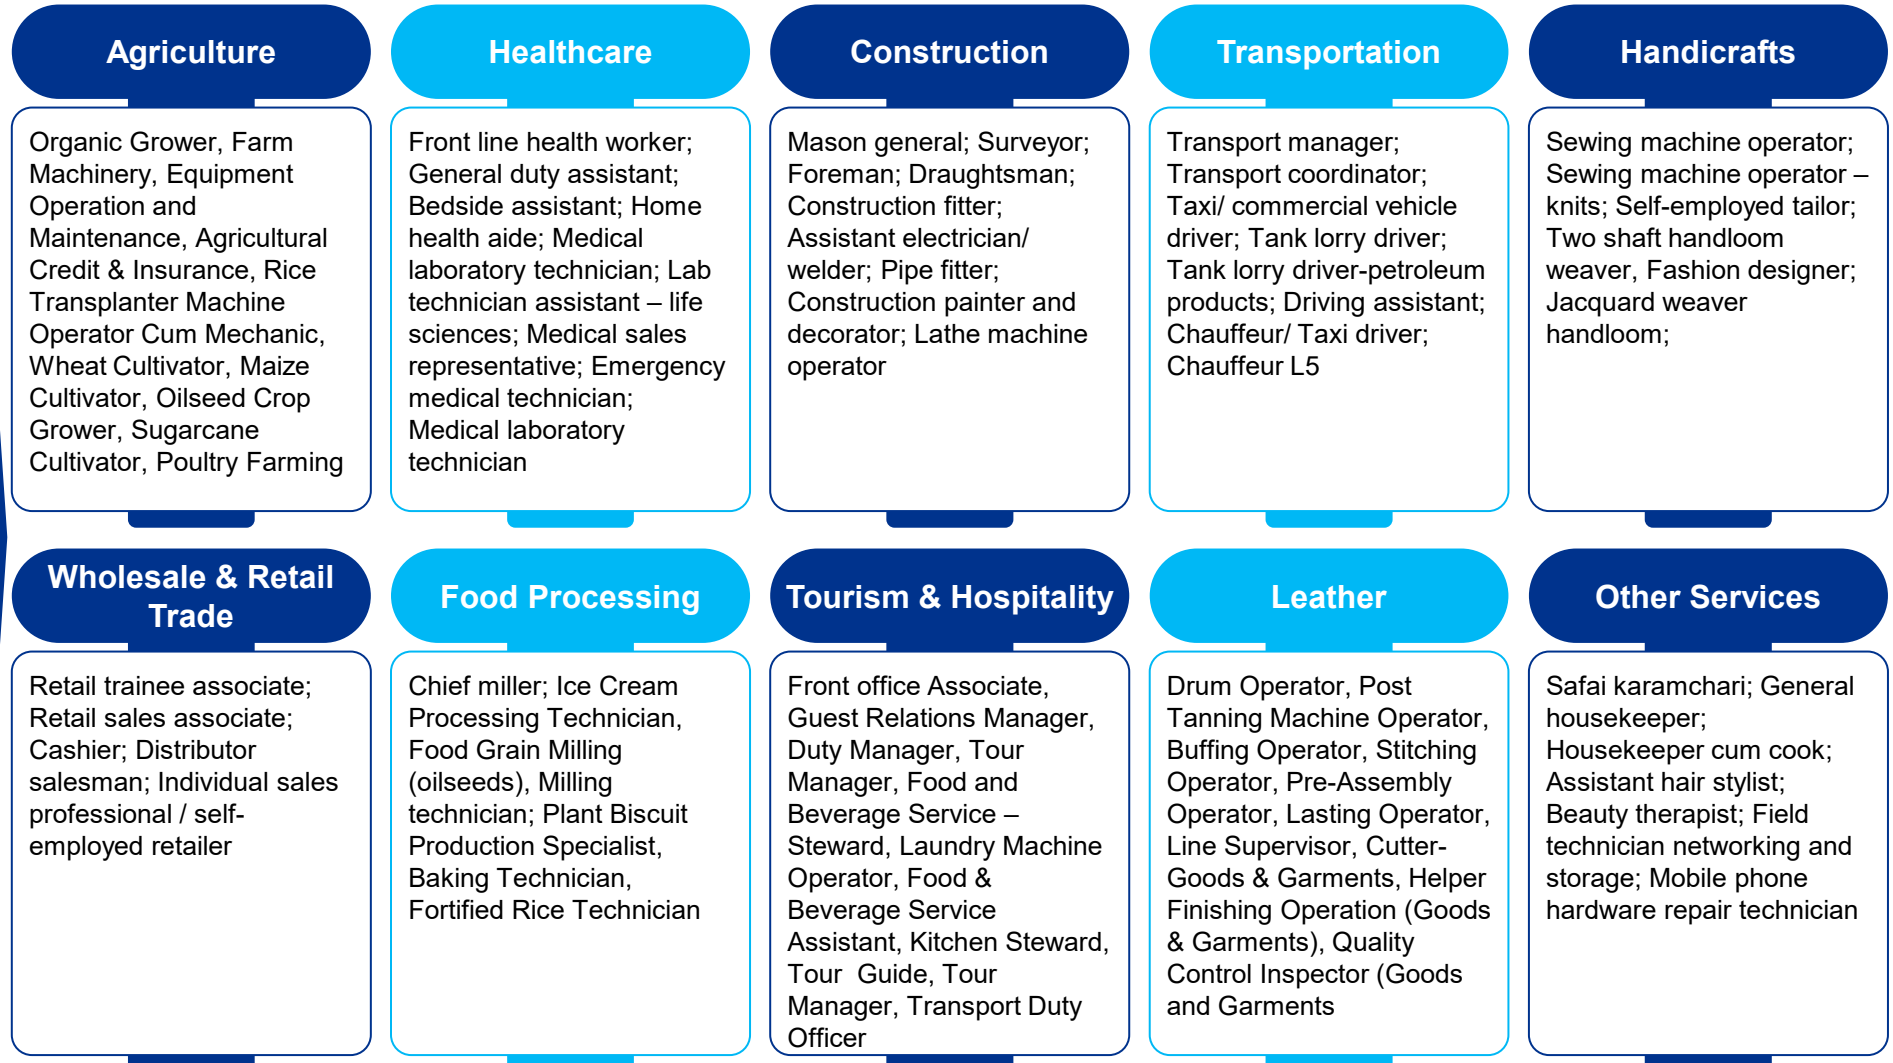 Agriculture
Organic Grower, Farm
Machinery, Equipment
Operation and
Maintenance, Agricultural
Credit & Insurance, Rice
Transplanter Machine
Operator Cum Mechanic,
Wheat Cultivator, Maize
Cultivator, Oilseed Crop
Grower, Sugarcane
Cultivator, Poultry Farming
Healthcare
Front line health worker;
General duty assistant;
Bedside assistant; Home
health aide; Medical
laboratory technician; Lab
technician assistant – life
sciences; Medical sales
representative; Emergency
medical technician;
Medical laboratory
technician
Construction
Mason general; Surveyor;
Foreman; Draughtsman;
Construction fitter;
Assistant electrician/
welder; Pipe fitter;
Construction painter and
decorator; Lathe machine
operator
Transportation
Transport manager;
Transport coordinator;
Taxi/ commercial vehicle
driver; Tank lorry driver;
Tank lorry driver-petroleum
products; Driving assistant;
Chauffeur/ Taxi driver;
Chauffeur L5
Handicrafts
Sewing machine operator;
Sewing machine operator –
knits; Self-employed tailor;
Two shaft handloom
weaver, Fashion designer;
Jacquard weaver
handloom;
Wholesale & Retail
Trade
Retail trainee associate;
Retail sales associate;
Cashier; Distributor
salesman; Individual sales
professional / self-
employed retailer
Food Processing
Chief miller; Ice Cream
Processing Technician,
Food Grain Milling
(oilseeds), Milling
technician; Plant Biscuit
Production Specialist,
Baking Technician,
Fortified Rice Technician
Tourism & Hospitality
Front office Associate,
Guest Relations Manager,
Duty Manager, Tour
Manager, Food and
Beverage Service –
Steward, Laundry Machine
Operator, Food &
Beverage Service
Assistant, Kitchen Steward,
Tour  Guide, Tour
Manager, Transport Duty
Officer
Leather
Drum Operator, Post
Tanning Machine Operator,
Buffing Operator, Stitching
Operator, Pre-Assembly
Operator, Lasting Operator,
Line Supervisor, Cutter-
Goods & Garments, Helper
Finishing Operation (Goods
& Garments), Quality
Control Inspector (Goods
and Garments
Other Services
Safai karamchari; General
housekeeper;
Housekeeper cum cook;
Assistant hair stylist;
Beauty therapist; Field
technician networking and
storage; Mobile phone
hardware repair technician